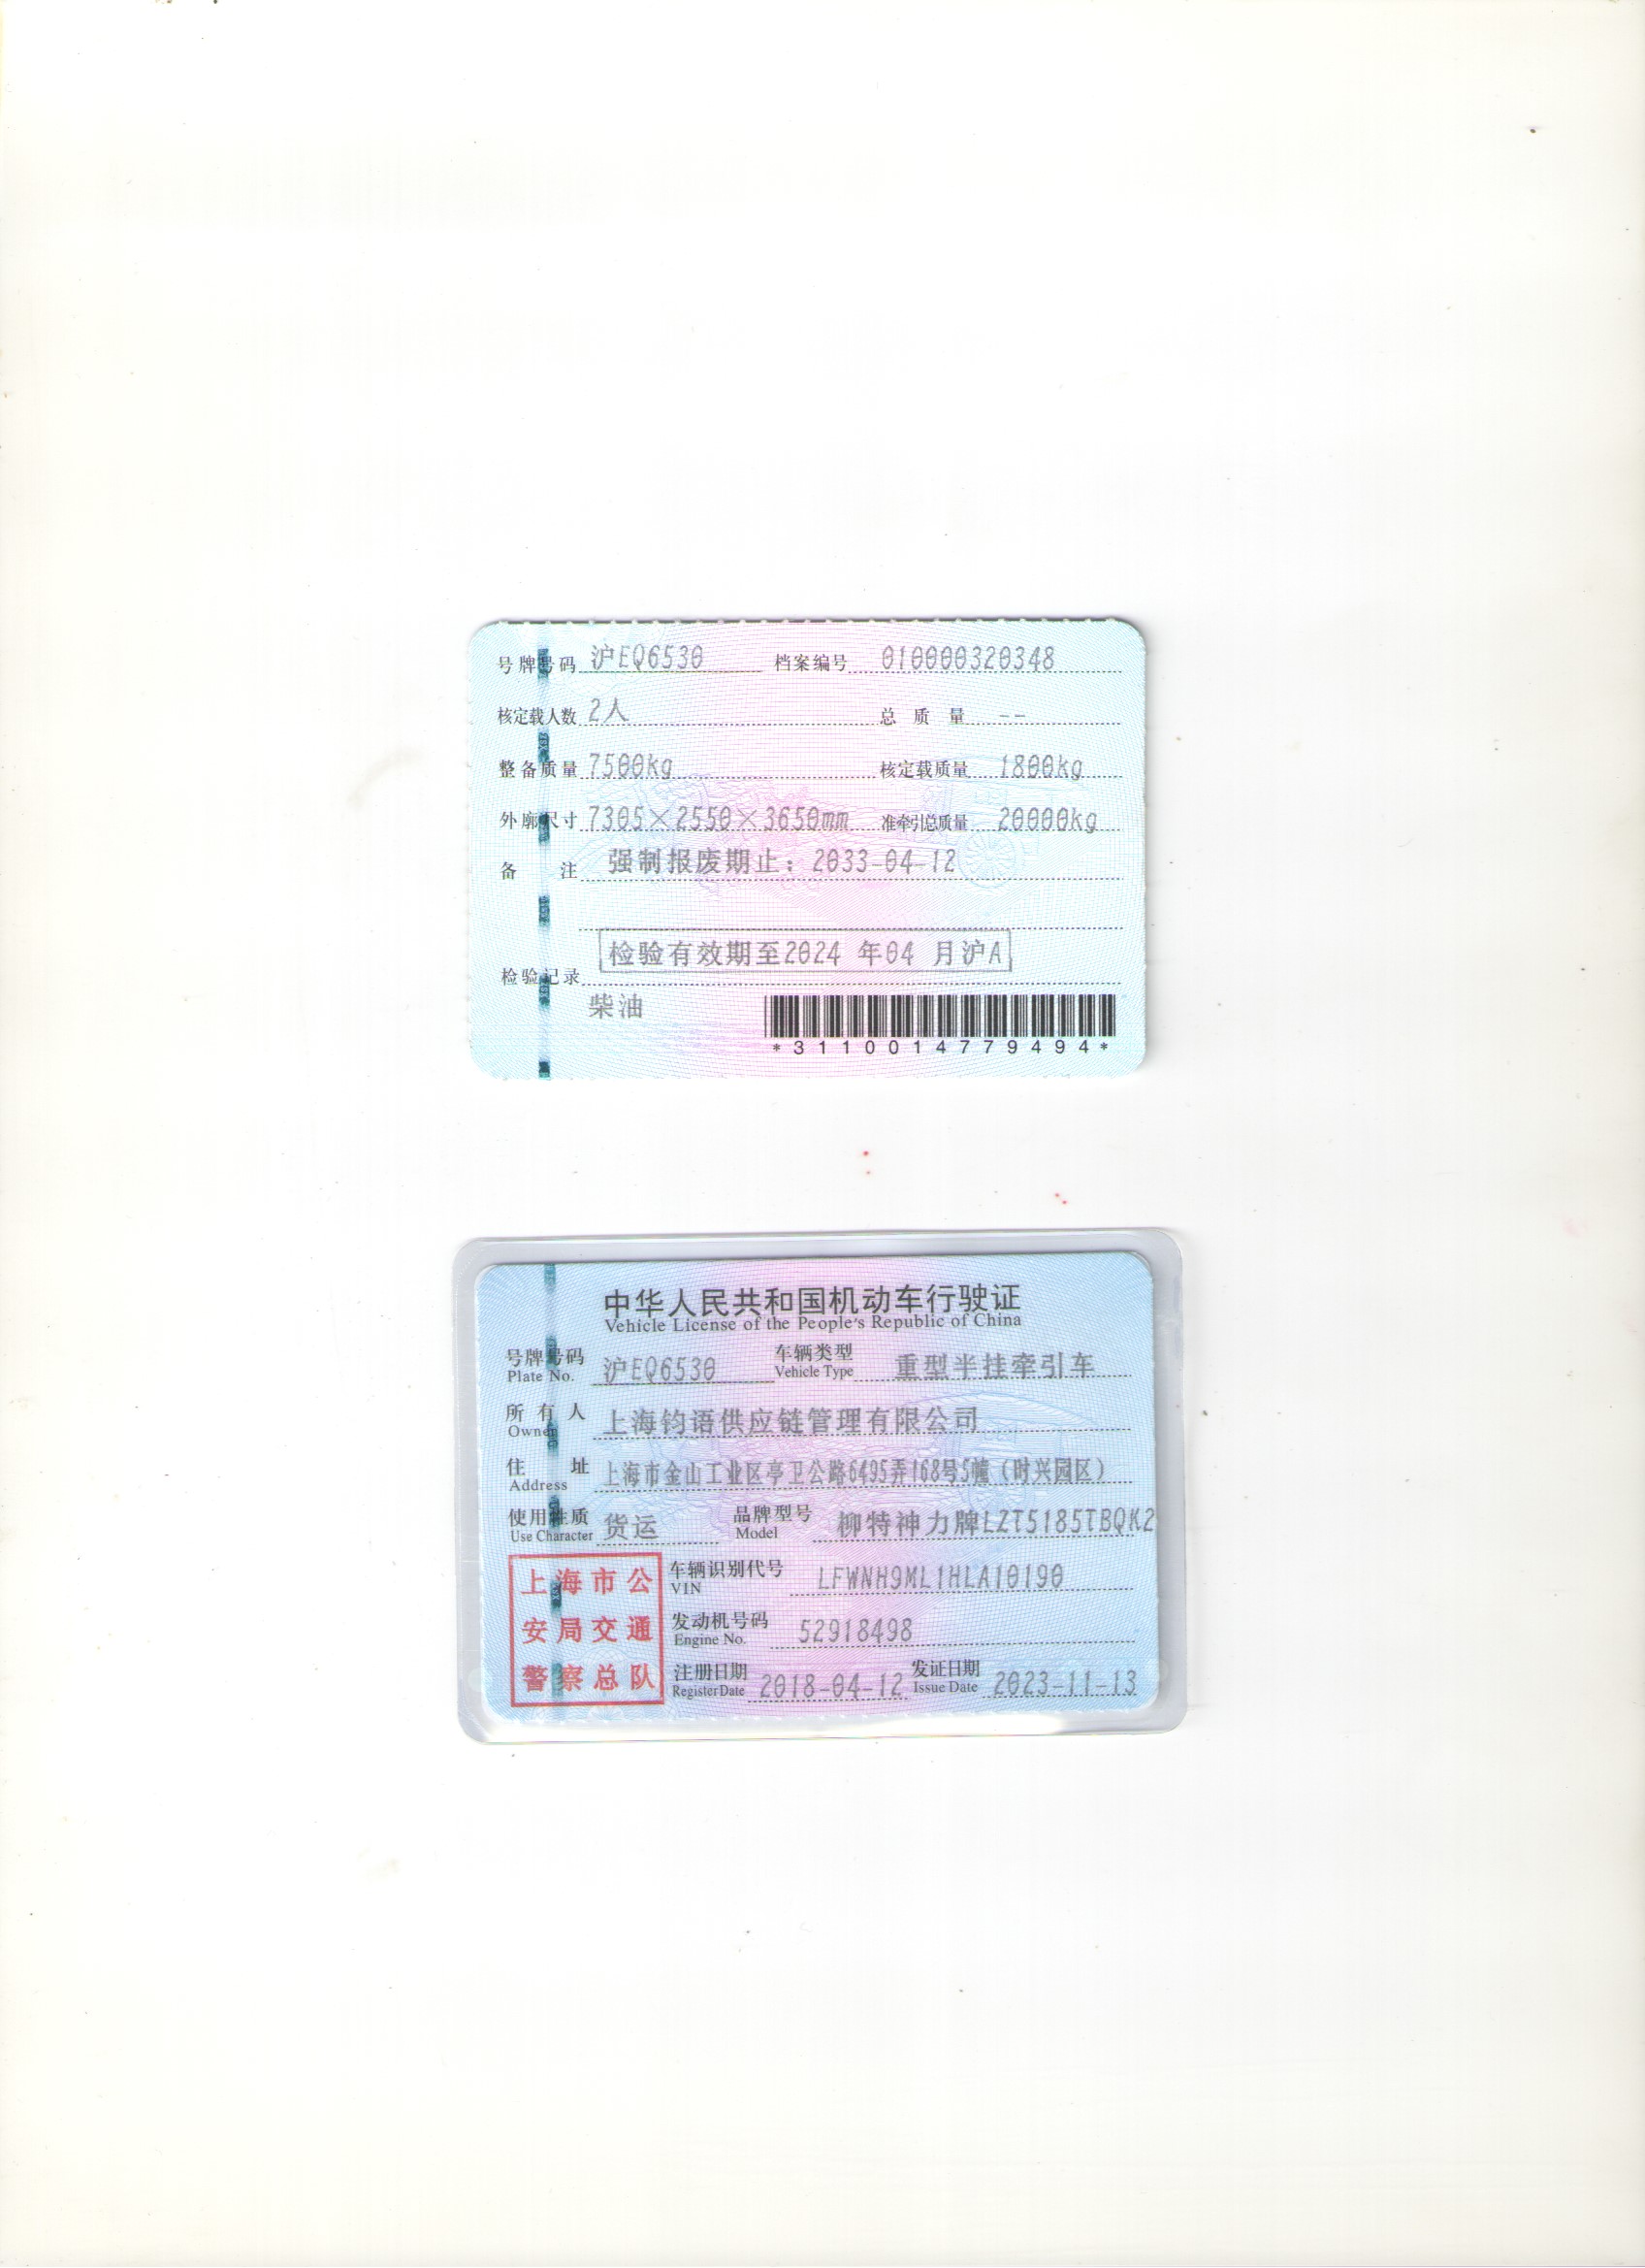 号牌号码 沪EQ6530 档案编号 010000320348
核定载人数 2人 总质量 --
整备质量 7500kg 核定载质量 1800kg
外廓尺寸 7305×2550×3650mm 准牵引总质量 20000kg
备注 强制报废期止：2033-04-12
检验有效期至2024 年04 月沪A
检验记录
柴油
*3110014779494*
中华人民共和国机动车行驶证
Vehicle License of the People's Republic of China
号牌号码 沪EQ6530 车辆类型 重型半挂牵引车
Plate No. Vehicle Type
所有人 上海钧语供应链管理有限公司
Owner
住址 上海市金山工业区亭卫公路6495弄168号5幢（时兴园区）
Address
使用性质 货运 品牌型号 柳特神力牌LZT5185TBQK2
Use Character Model
上海市公
安局交通
警察总队
车辆识别代号 LFWNH9ML1HLA10190
VIN
发动机号码 52918498
Engine No.
注册日期 2018-04-12 发证日期 2023-11-13
Register Date Issue Date